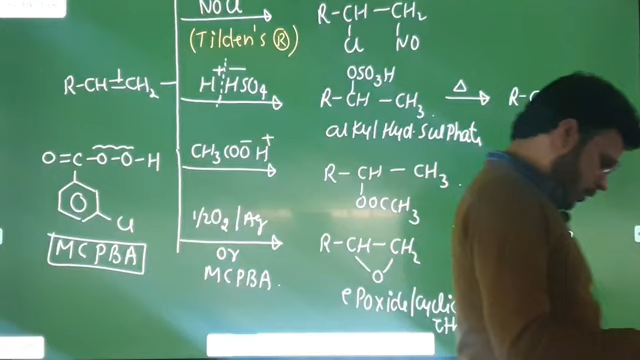 NOCl
(Tilden's ®)
R-CH-CH2
Cl NO
R-CH=CH2
H+ HSO4-
OSO3H
R-CH-CH3
Δ
R-C
alkyl Hyd. Sulphate
O=C-O-O-H
Cl
MCPBA
CH3COO- H+
R-CH-CH3
OOCCH3
1/2O2/Ag
or
MCPBA.
R-CH-CH2
O
epoxide/cyclic